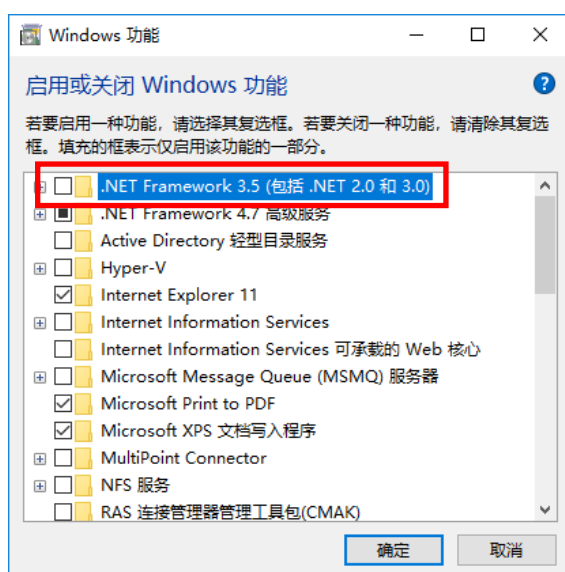 Windows 功能
启用或关闭 Windows 功能
若要启用一种功能，请选择其复选框。若要关闭一种功能，请清除其复选
框。填充的框表示仅启用该功能的一部分。
.NET Framework 3.5 (包括 .NET 2.0 和 3.0)
.NET Framework 4.7 高级服务
Active Directory 轻型目录服务
Hyper-V
Internet Explorer 11
Internet Information Services
Internet Information Services 可承载的 Web 核心
Microsoft Message Queue (MSMQ) 服务器
Microsoft Print to PDF
Microsoft XPS 文档写入程序
MultiPoint Connector
NFS 服务
RAS 连接管理器管理工具包(CMAK)
确定 取消